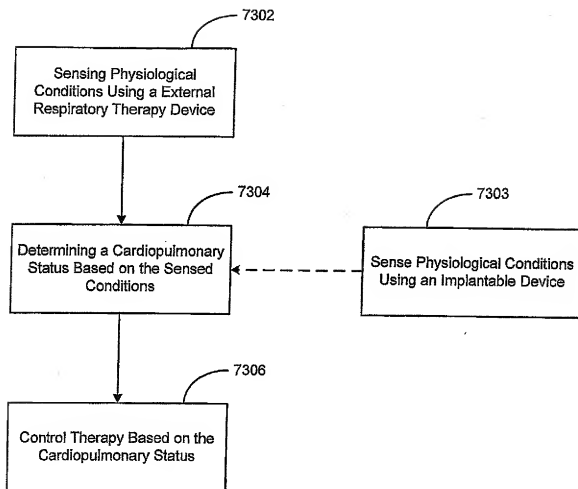 7302
Sensing Physiological
Conditions Using a External
Respiratory Therapy Device
7304
Determining a Cardiopulmonary
Status Based on the Sensed
Conditions
7303
Sense Physiological Conditions
Using an Implantable Device
7306
Control Therapy Based on the
Cardiopulmonary Status